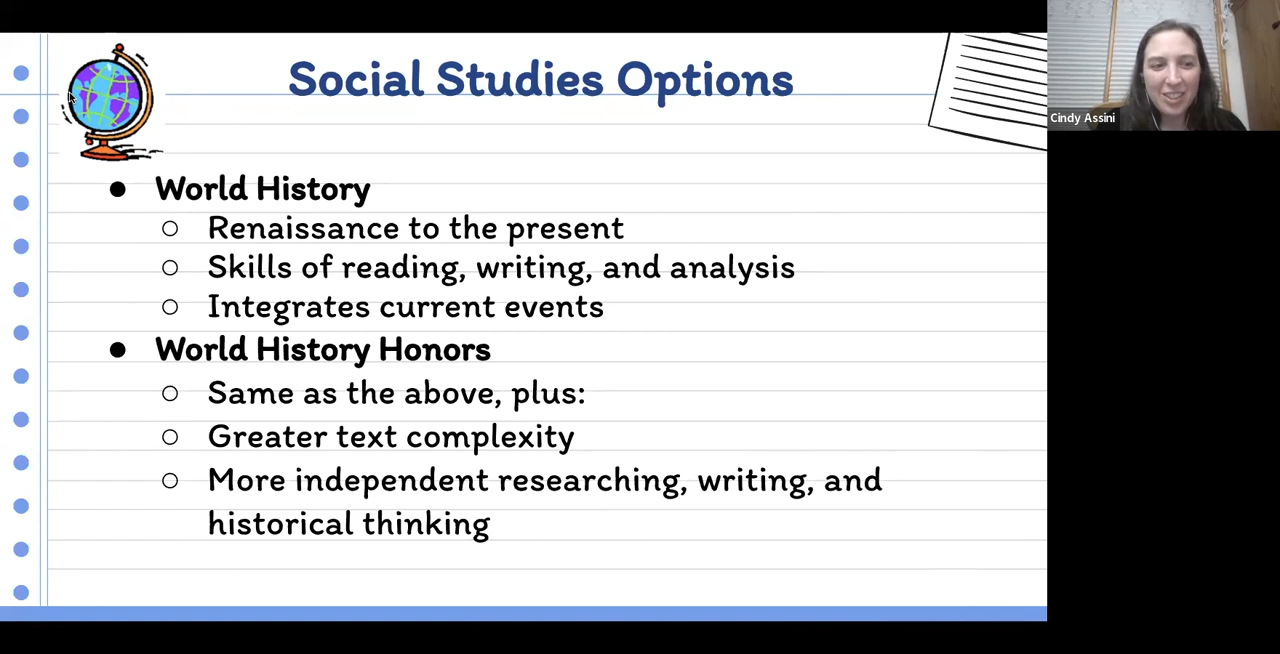 Social Studies Options
Cindy Assini
● World History
○ Renaissance to the present
○ Skills of reading, writing, and analysis
○ Integrates current events
● World History Honors
○ Same as the above, plus:
○ Greater text complexity
○ More independent researching, writing, and
historical thinking